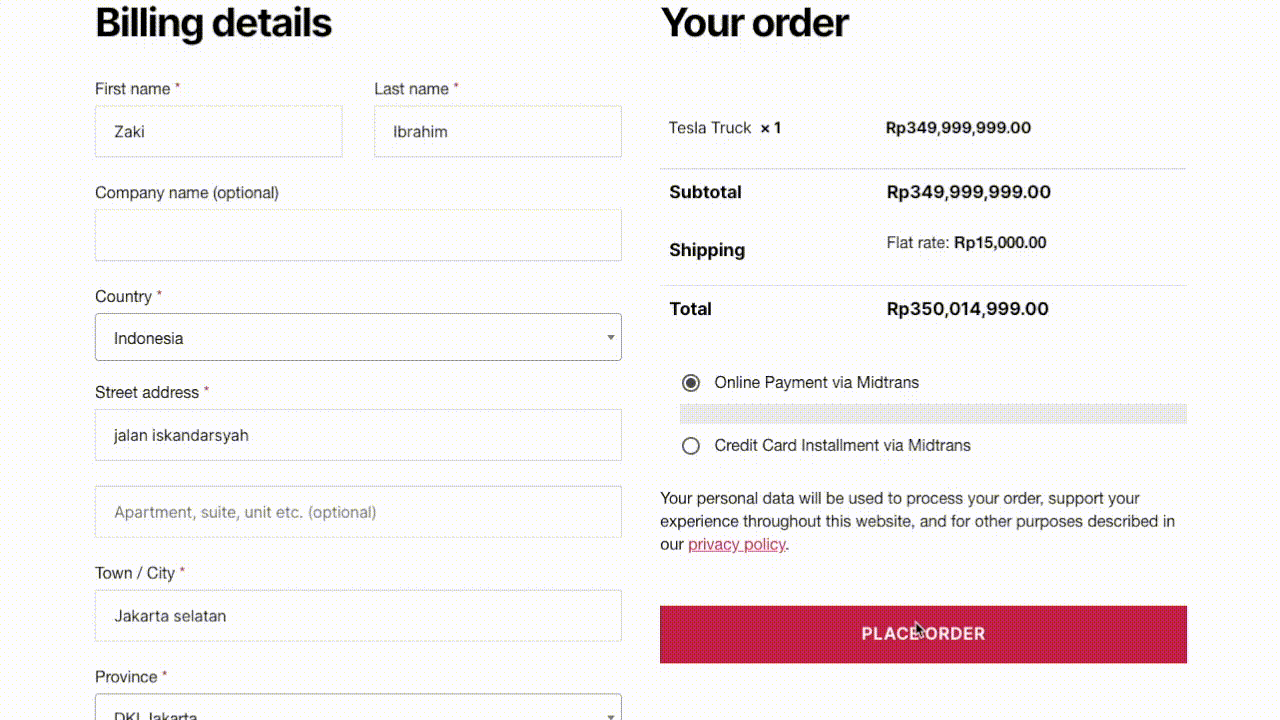 Billing details
First name *
Last name *
Zaki
Ibrahim
Company name (optional)
Country *
Indonesia
Street address *
jalan iskandarsyah
Apartment, suite, unit etc. (optional)
Town / City *
Jakarta selatan
Province *
DKI Jakarta
Your order
Tesla Truck × 1
Rp349,999,999.00
Subtotal
Rp349,999,999.00
Shipping
Flat rate: Rp15,000.00
Total
Rp350,014,999.00
Online Payment via Midtrans
Credit Card Installment via Midtrans
Your personal data will be used to process your order, support your
experience throughout this website, and for other purposes described in
our privacy policy.
PLACE ORDER